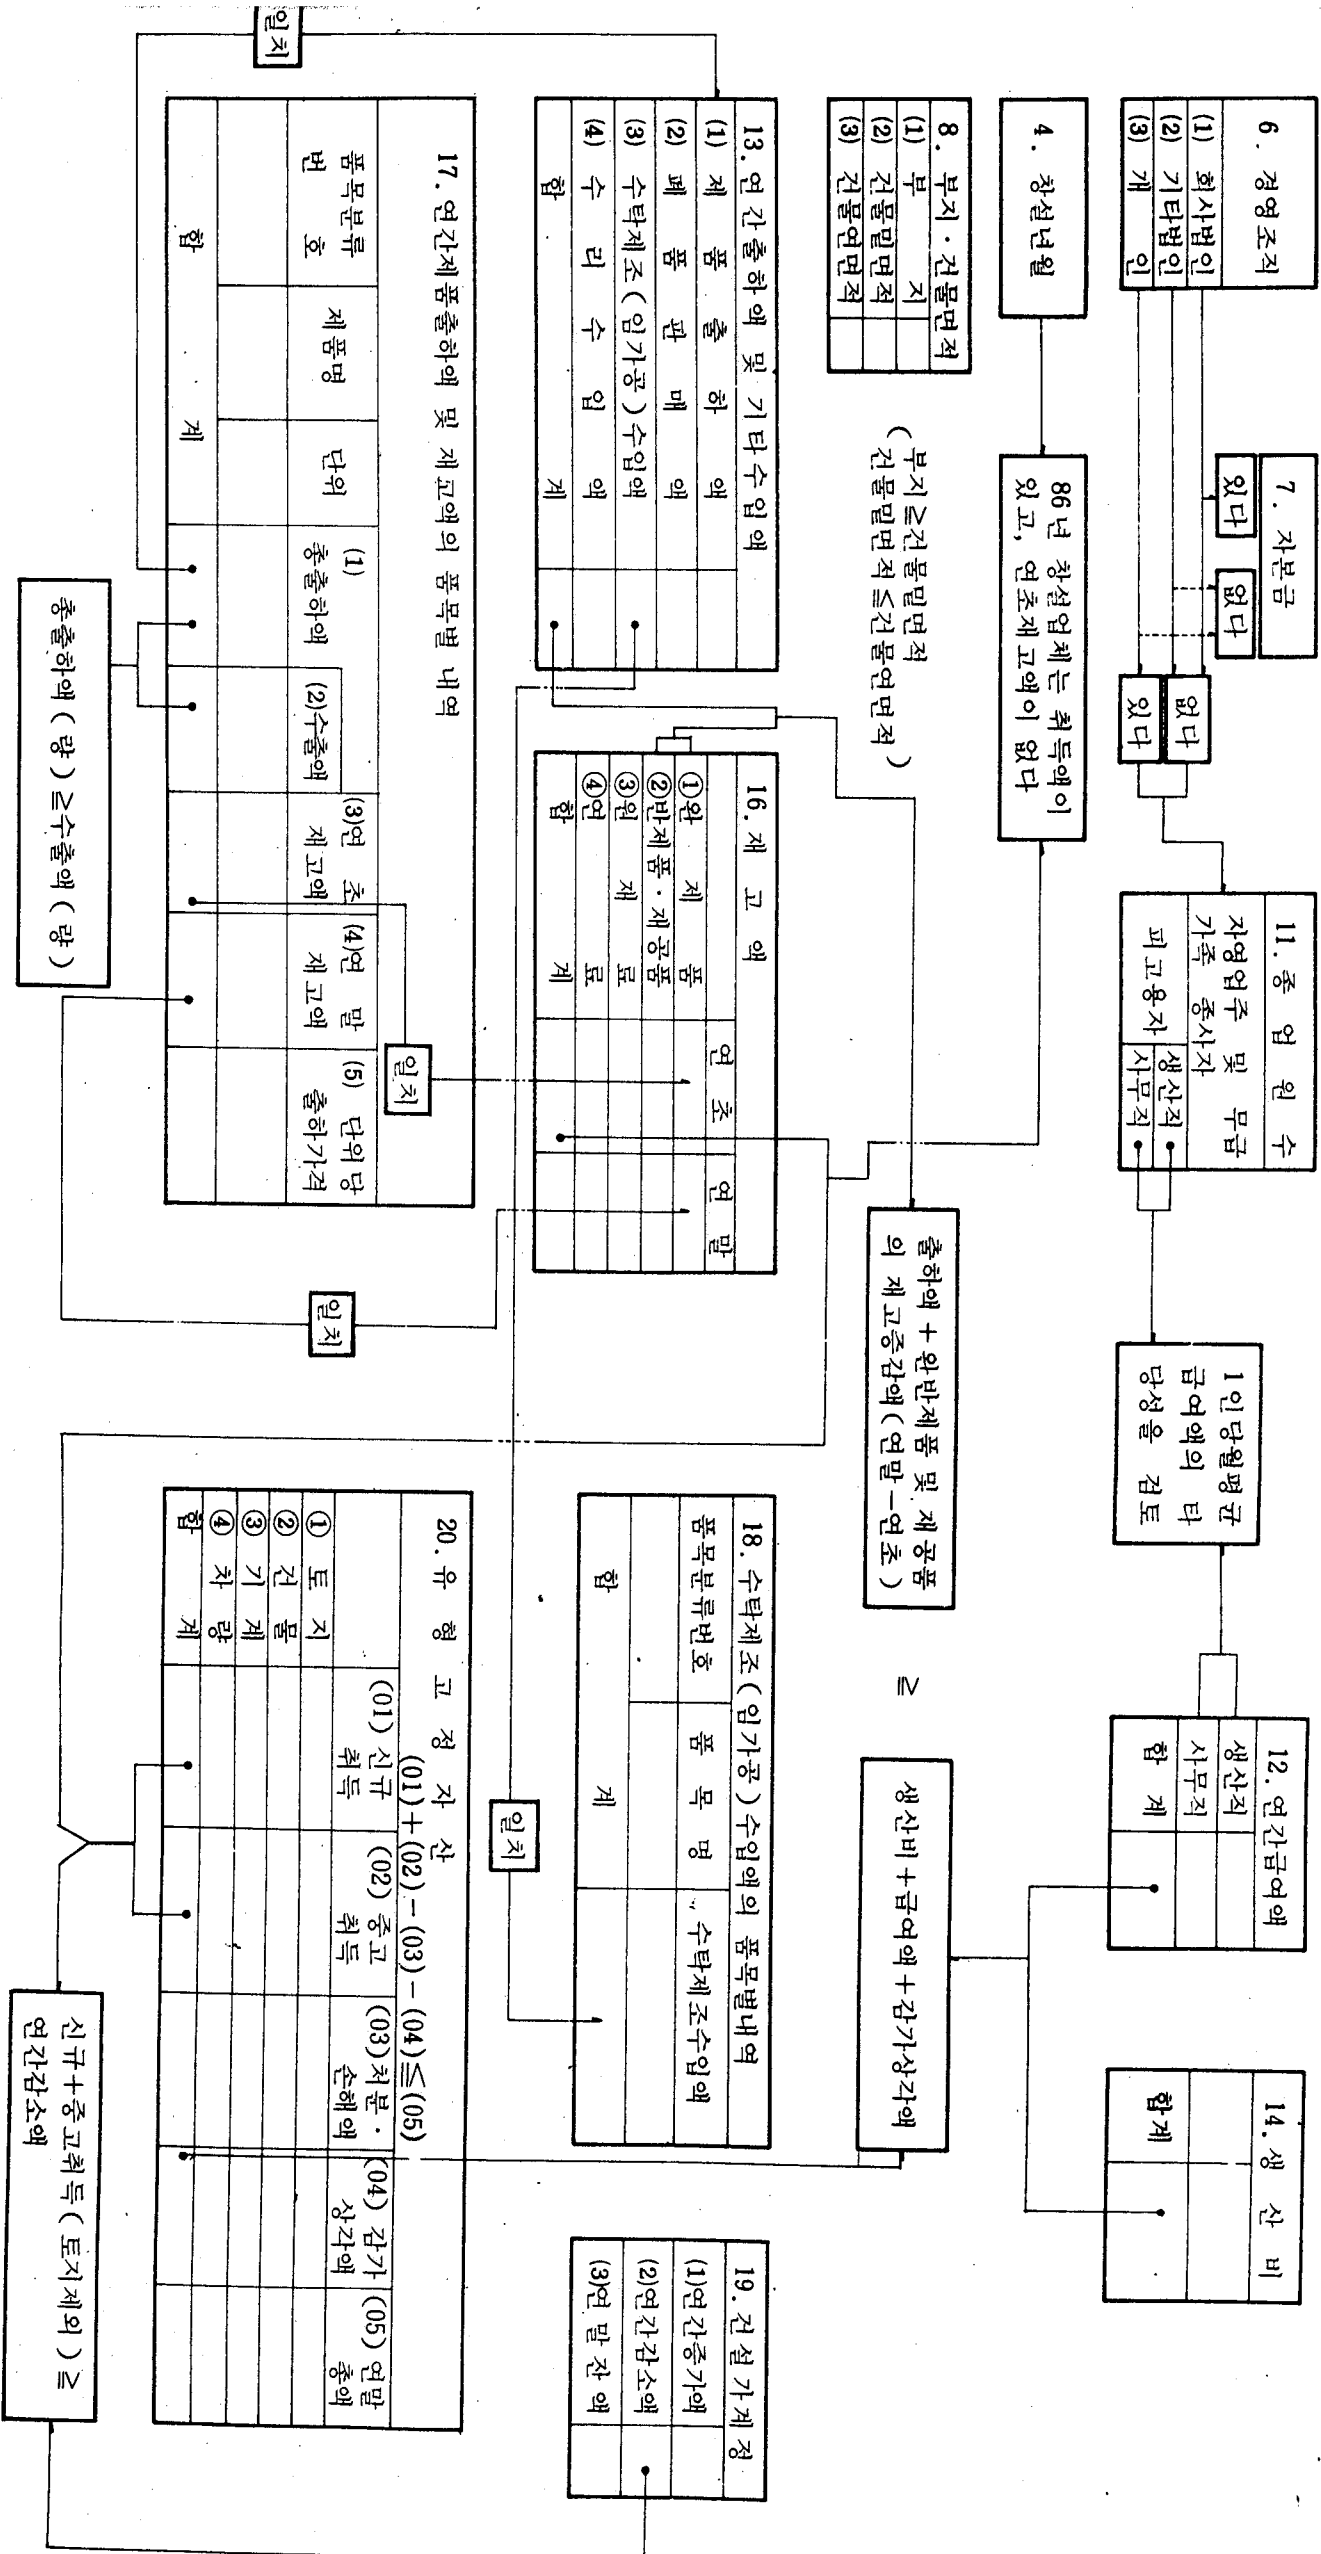 6. 경영조직
(1) 회사법인
(2) 기타법인
(3) 개 인
7. 자본금
있다
없다
없다
있다
11. 종 업 원 수
자영업주 및 무급
가족 종사자
피고용자
생산직
사무직
1인당월평균
급여액의 타
당성을 검토
12. 연간급여액
생산직
사무직
합 계
14. 생 산 비
합계
4. 창설년월
86년 창설업체는 취득액이
있고, 연초재고액이 없다
8. 부지·건물면적
(1) 부 지
(2) 건물밑면적
(3) 건물연면적
(부지≧건물밑면적
건물밑면적≦건물연면적)
출하액+완반제품 및 재공품
의 재고증감액(연말-연초)
≧
생산비+급여액+감가상각액
13. 연간출하액 및 기타수입액
(1) 제 품 출 하 액
(2) 폐 품 판 매 액
(3) 수탁제조(임가공)수입액
(4) 수 리 수 입 액
합 계
16. 재 고 액
연 초
연 말
①완 제 품
②반제품·재공품
③원 재 료
④연 료
합 계
18. 수탁제조(임가공)수입액의 품목별내역
품목분류번호
품 목 명
수탁제조수입액
합 계
19. 건설가계정
(1)연간증가액
(2)연간감소액
(3)연 말 잔 액
일치
17. 연간제품출하액 및 재고액의 품목별 내역
품목분류
번 호
제품명
단위
(1)
총출하액
(2)수출액
(3)연 초
재고액
(4)연 말
재고액
(5) 단위당
출하가격
합 계
일치
일치
일치
20. 유 형 고 정 자 산
(01)+(02)-(03)-(04)≦(05)
(01) 신규
취득
(02) 중고
취득
(03)처분·
손해액
(04) 감가
상각액
(05) 연말
총액
① 토 지
② 건 물
③ 기 계
④ 차 량
합 계
총출하액(량)≧수출액(량)
신규+중고취득(토지제외)≧
연간감소액